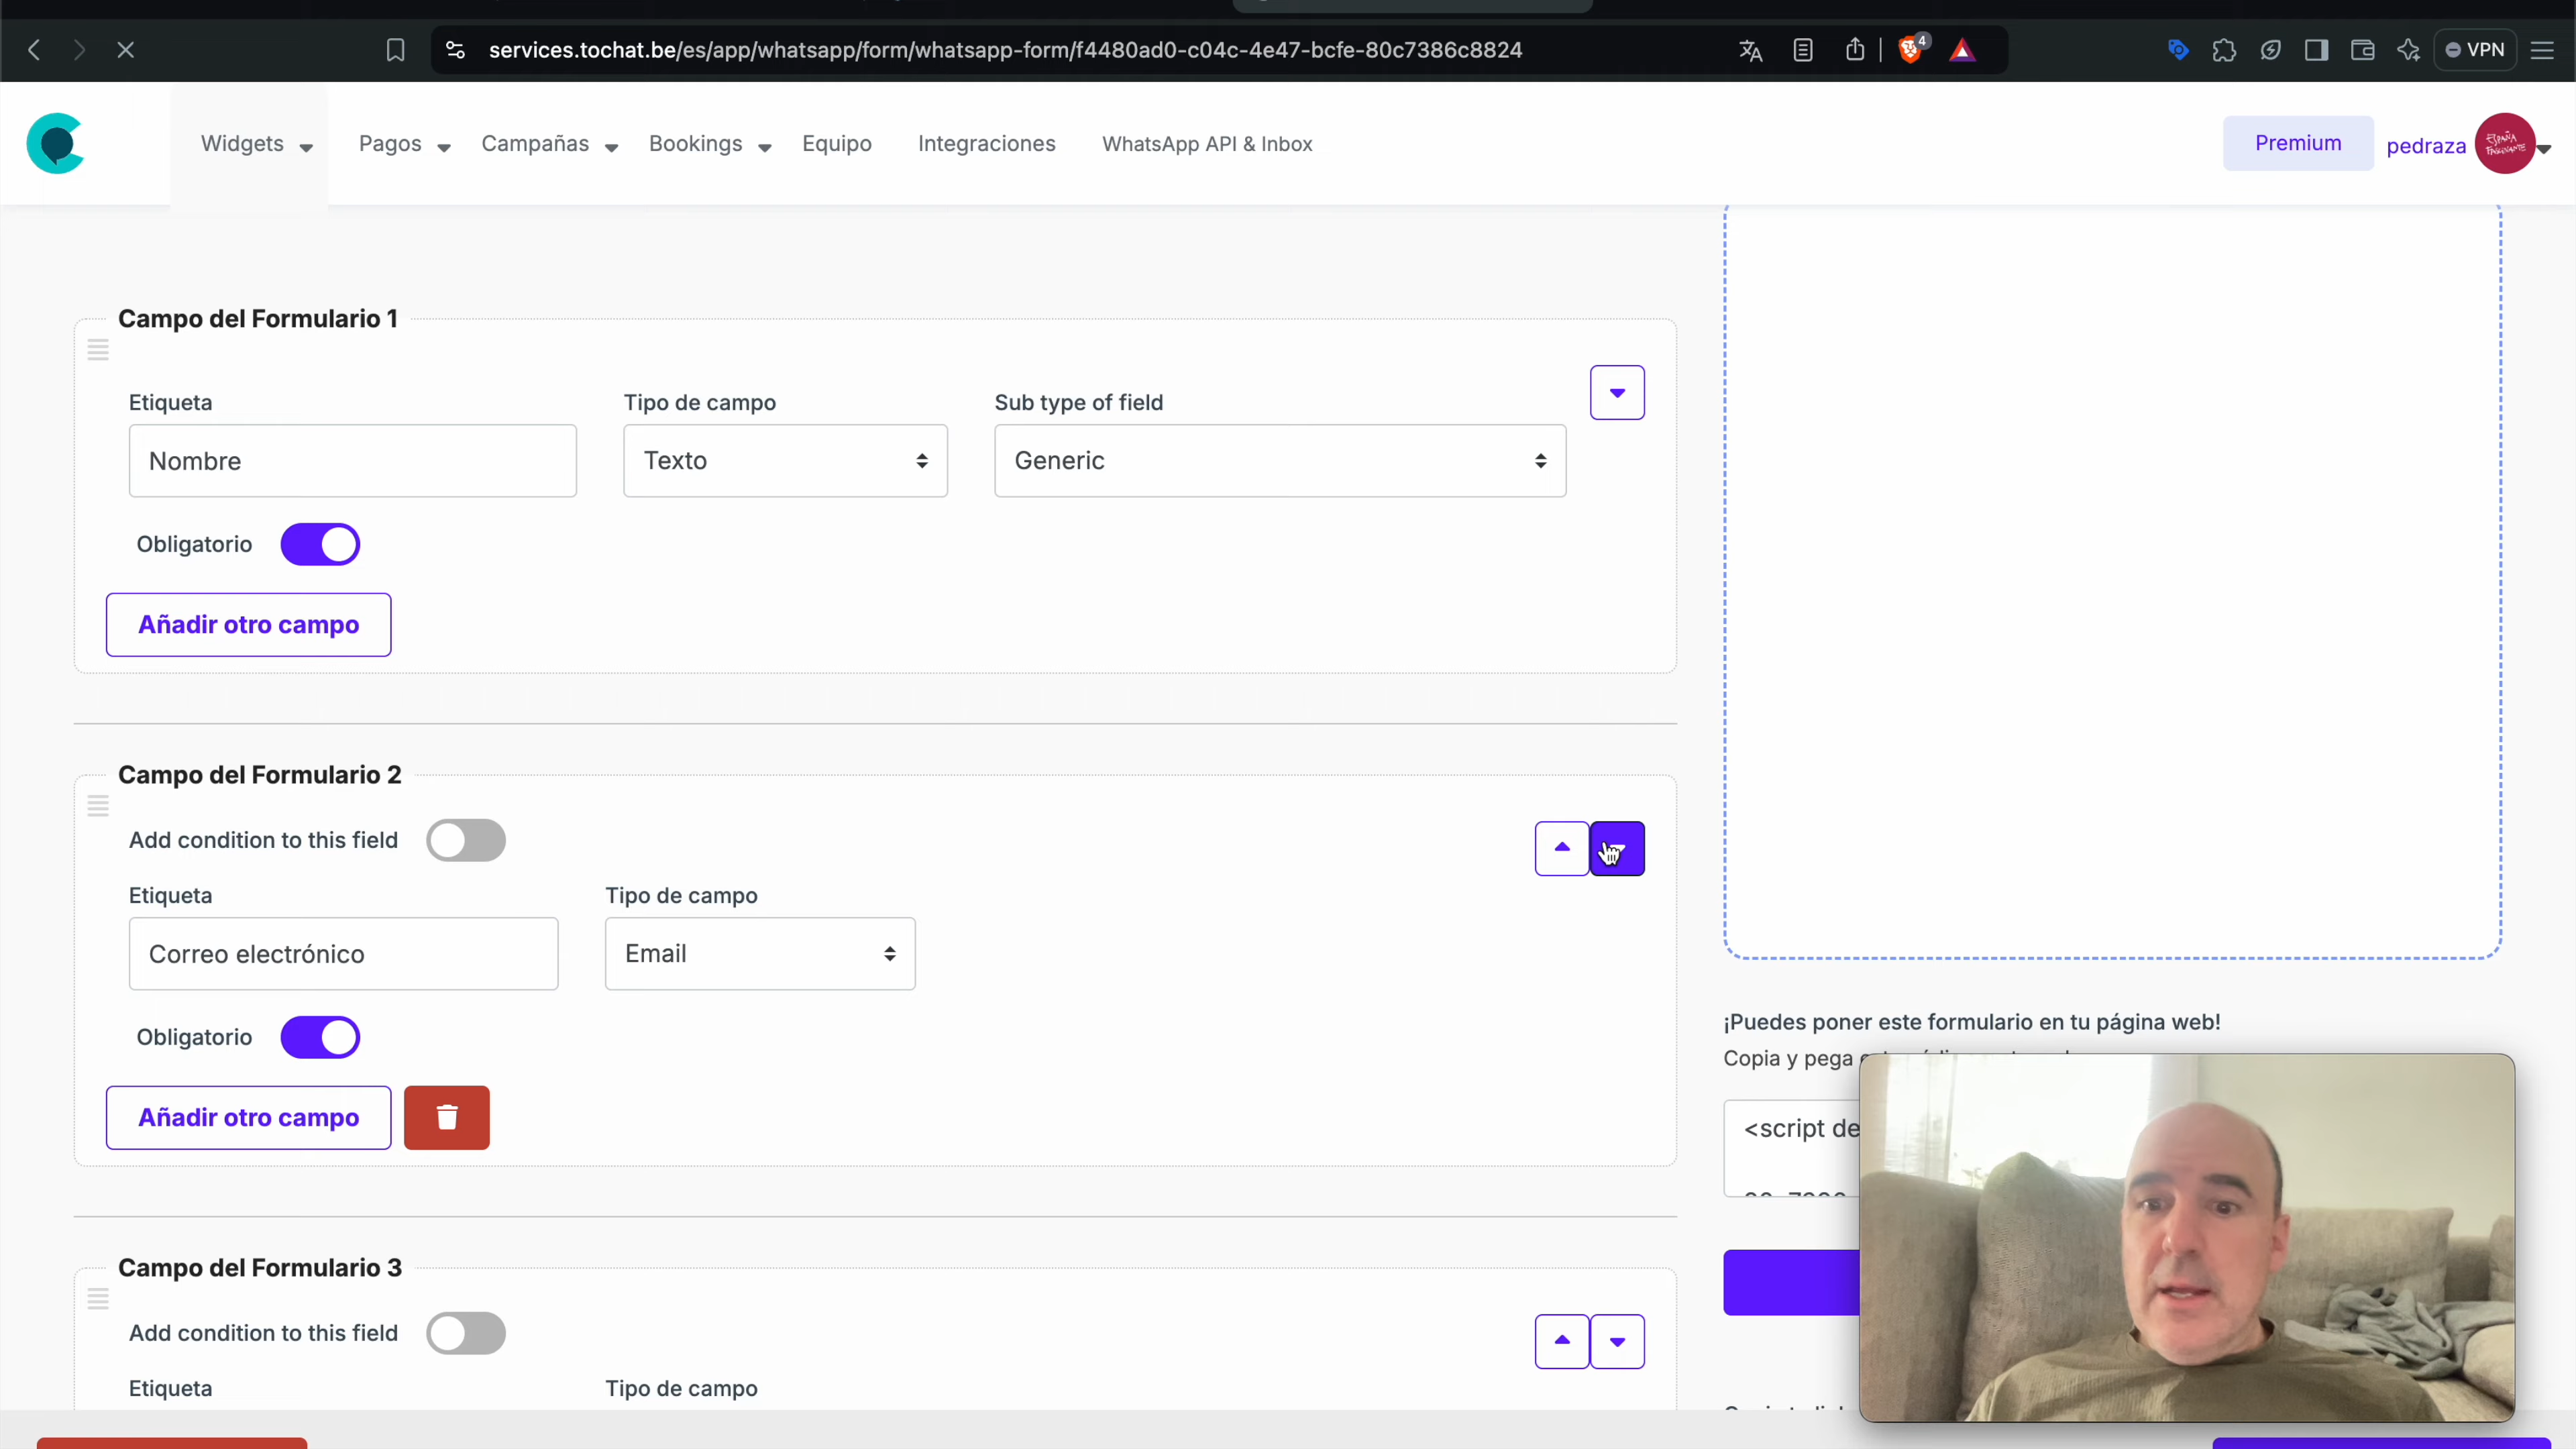 services.tochat.be/es/app/whatsapp/form/whatsapp-form/f4480ad0-c04c-4e47-bcfe-80c7386c8824
4
VPN
Widgets
Pagos
Campañas
Bookings
Equipo
Integraciones
WhatsApp API & Inbox
Premium
pedraza
Campo del Formulario 1
Etiqueta
Tipo de campo
Sub type of field
Nombre
Texto
Generic
Obligatorio
Añadir otro campo
Campo del Formulario 2
Add condition to this field
Etiqueta
Tipo de campo
Correo electrónico
Email
Obligatorio
Añadir otro campo
Campo del Formulario 3
Add condition to this field
Etiqueta
Tipo de campo
¡Puedes poner este formulario en tu página web!
Copia y pega
<script de